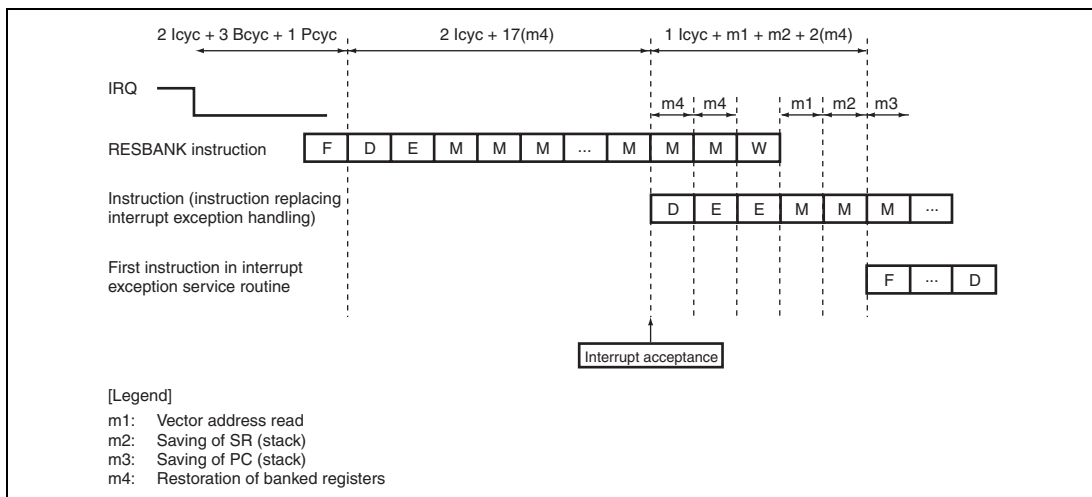 2 Icyc + 3 Bcyc + 1 Pcyc 2 Icyc + 17(m4) 1 Icyc + m1 + m2 + 2(m4)
IRQ
m4 m4 m1 m2 m3
RESBANK instruction F D E M M M ... M M M W
Instruction (instruction replacing
interrupt exception handling) D E E M M M ...
First instruction in interrupt
exception service routine F ... D
Interrupt acceptance
[Legend]
m1: Vector address read
m2: Saving of SR (stack)
m3: Saving of PC (stack)
m4: Restoration of banked registers